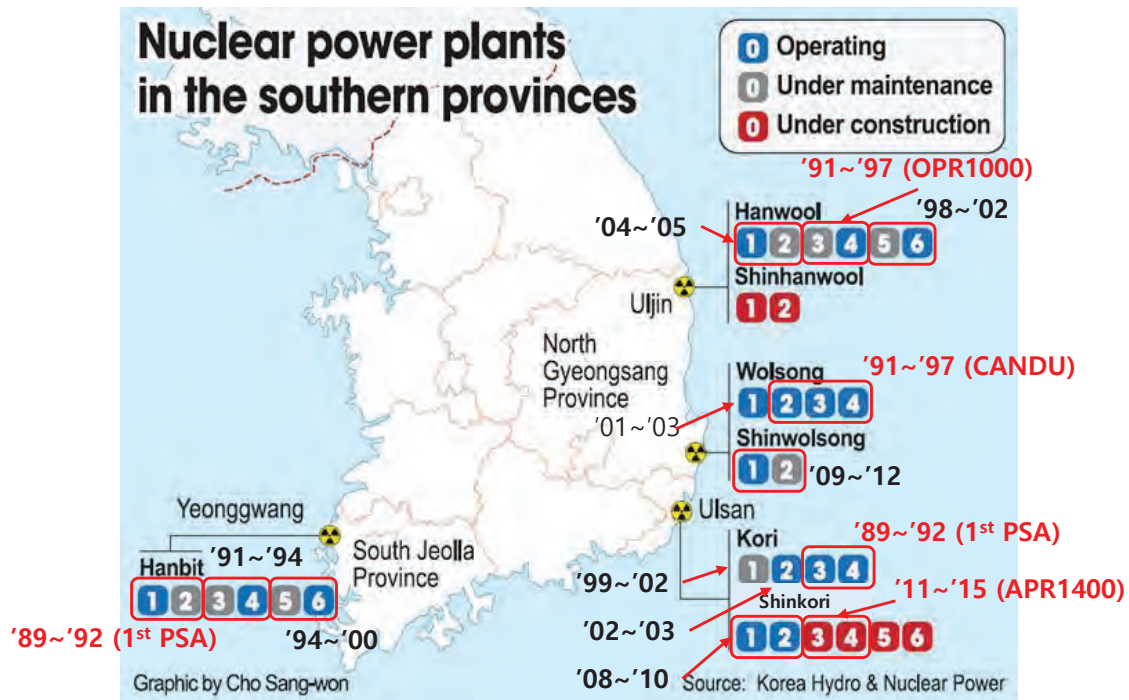 Nuclear power plants
in the southern provinces
0 Operating
0 Under maintenance
0 Under construction
'91~'97 (OPR1000)
Hanwool
'98~'02
'04~'05
1 2 3 4 5 6
Shinhanwool
1 2
Uljin
North
Gyeongsang
Province
Wolsong
'91~'97 (CANDU)
1 2 3 4
'01~'03
Shinwolsong
1 2
'09~'12
Ulsan
Yeonggwang
South Jeolla
Province
Hanbit
'91~'94
1 2 3 4 5 6
'89~'92 (1st PSA)
'94~'00
Kori
'89~'92 (1st PSA)
1 2 3 4
'99~'02
'02~'03
Shinkori
'11~'15 (APR1400)
1 2 3 4 5 6
'08~'10
Graphic by Cho Sang-won
Source: Korea Hydro & Nuclear Power